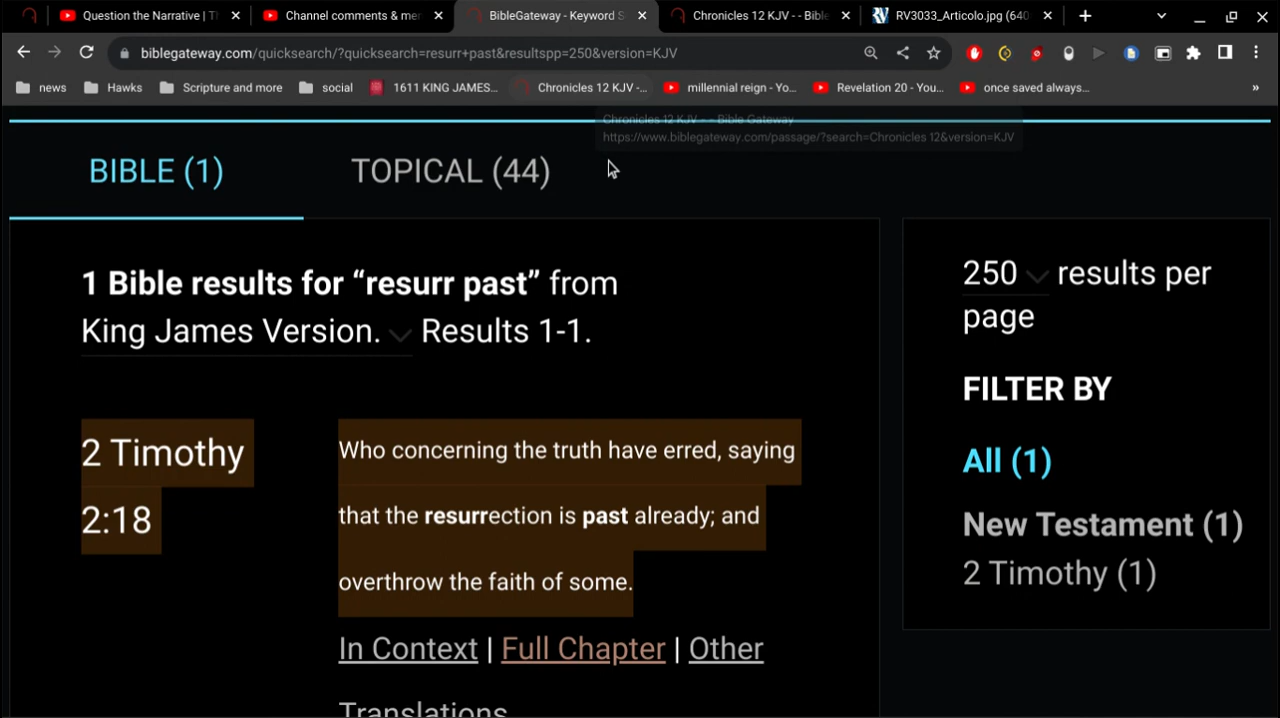 Question the Narrative | T
Channel comments & me
BibleGateway - Keyword S
Chronicles 12 KJV - - Bible
RV3033_Articolo.jpg (640
biblegateway.com/quicksearch/?quicksearch=resurr+past&resultspp=250&version=KJV
news
Hawks
Scripture and more
social
1611 KING JAMES...
Chronicles 12 KJV -...
millennial reign - Yo...
Revelation 20 - You...
once saved always...
»
Chronicles 12 KJV - - Bible Gateway
https://www.biblegateway.com/passage/?search=Chronicles 12&version=KJV
BIBLE (1)
TOPICAL (44)
1 Bible results for “resurr past” from
King James Version. Results 1-1.
2 Timothy
2:18
Who concerning the truth have erred, saying
that the resurrection is past already; and
overthrow the faith of some.
In Context | Full Chapter | Other
Translations
250 results per
page
FILTER BY
All (1)
New Testament (1)
2 Timothy (1)